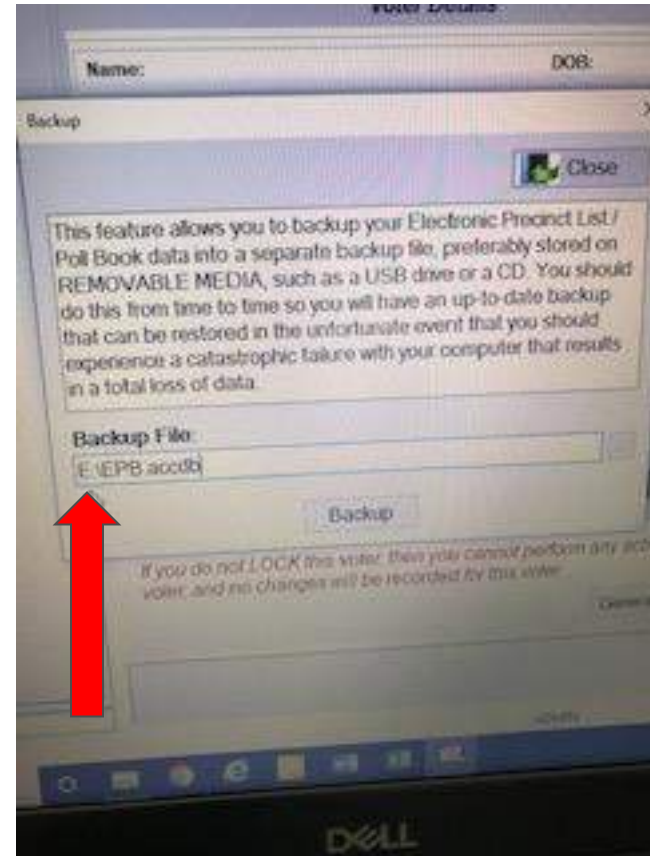 Voter Details
Name:
DOB:
Backup
Close
This feature allows you to backup your Electronic Precinct List /
Poll Book data into a separate backup file, preferably stored on
REMOVABLE MEDIA, such as a USB drive or a CD. You should
do this from time to time so you will have an up-to-date backup
that can be restored in the unfortunate event that you should
experience a catastrophic failure with your computer that results
in a total loss of data
Backup File:
E:\EPB.accdb
Backup
If you do not LOCK this voter, then you cannot perform any
voter, and no changes will be recorded for this voter
DELL